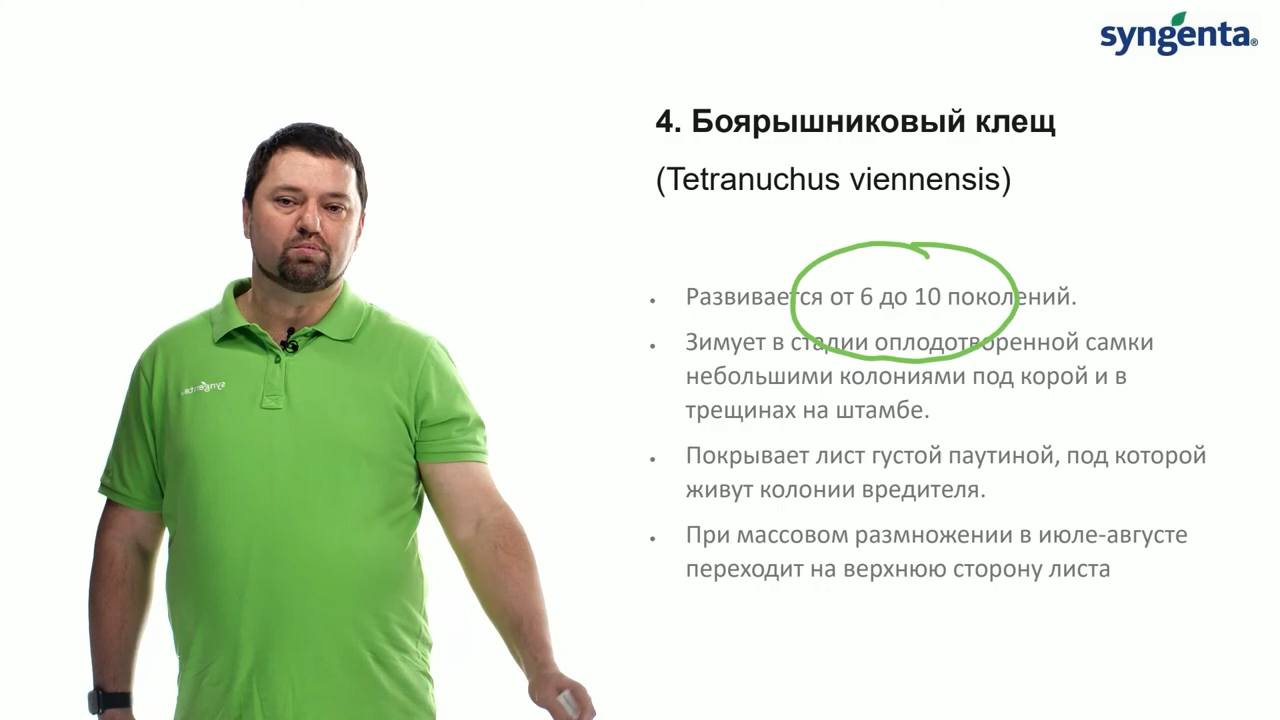 syngenta®
4. Боярышниковый клещ
(Tetranuchus viennensis)
• Развивается от 6 до 10 поколений.
• Зимует в стадии оплодотворенной самки
небольшими колониями под корой и в
трещинах на штамбе.
• Покрывает лист густой паутиной, под которой
живут колонии вредителя.
• При массовом размножении в июле-августе
переходит на верхнюю сторону листа
syngenta